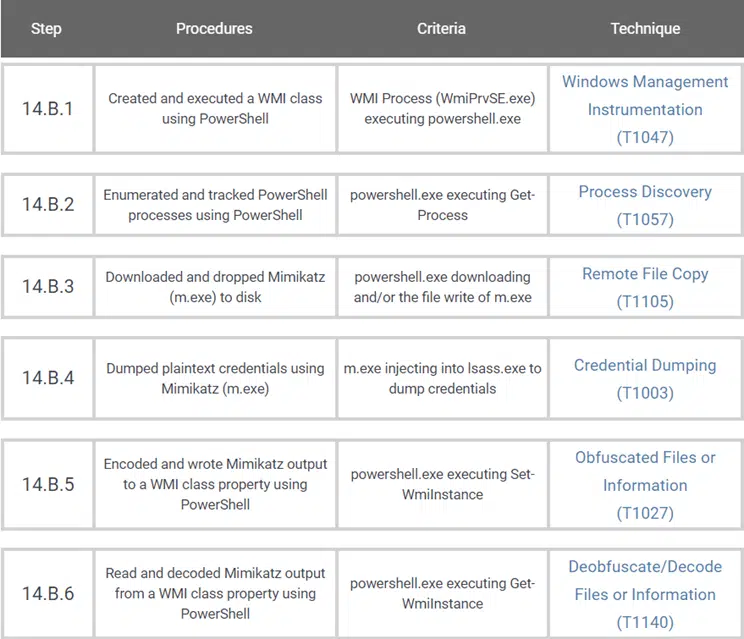 Step Procedures Criteria Technique
14.B.1
Created and executed a WMI class
using PowerShell
WMI Process (WmiPrvSE.exe)
executing powershell.exe
Windows Management
Instrumentation
(T1047)
14.B.2
Enumerated and tracked PowerShell
processes using PowerShell
powershell.exe executing Get-
Process
Process Discovery
(T1057)
14.B.3
Downloaded and dropped Mimikatz
(m.exe) to disk
powershell.exe downloading
and/or the file write of m.exe
Remote File Copy
(T1105)
14.B.4
Dumped plaintext credentials using
Mimikatz (m.exe)
m.exe injecting into lsass.exe to
dump credentials
Credential Dumping
(T1003)
14.B.5
Encoded and wrote Mimikatz output
to a WMI class property using
PowerShell
powershell.exe executing Set-
WmiInstance
Obfuscated Files or
Information
(T1027)
14.B.6
Read and decoded Mimikatz output
from a WMI class property using
PowerShell
powershell.exe executing Get-
WmiInstance
Deobfuscate/Decode
Files or Information
(T1140)